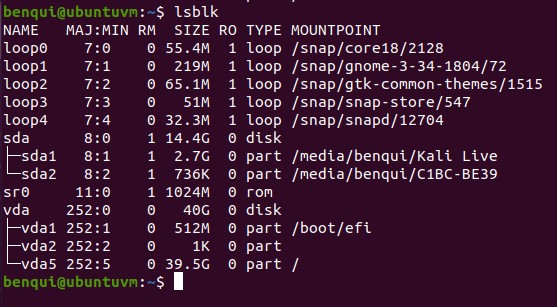 benqui@ubuntuvm:~$ lsblk
NAME   MAJ:MIN RM  SIZE RO TYPE MOUNTPOINT
loop0    7:0    0 55.4M  1 loop /snap/core18/2128
loop1    7:1    0  219M  1 loop /snap/gnome-3-34-1804/72
loop2    7:2    0 65.1M  1 loop /snap/gtk-common-themes/1515
loop3    7:3    0   51M  1 loop /snap/snap-store/547
loop4    7:4    0 32.3M  1 loop /snap/snapd/12704
sda      8:0    1 14.4G  0 disk
├─sda1   8:1    1  2.7G  0 part /media/benqui/Kali Live
└─sda2   8:2    1  736K  0 part /media/benqui/C1BC-BE39
sr0     11:0    1 1024M  0 rom
vda    252:0    0   40G  0 disk
├─vda1 252:1    0  512M  0 part /boot/efi
├─vda2 252:2    0    1K  0 part
└─vda5 252:5    0 39.5G  0 part /
benqui@ubuntuvm:~$